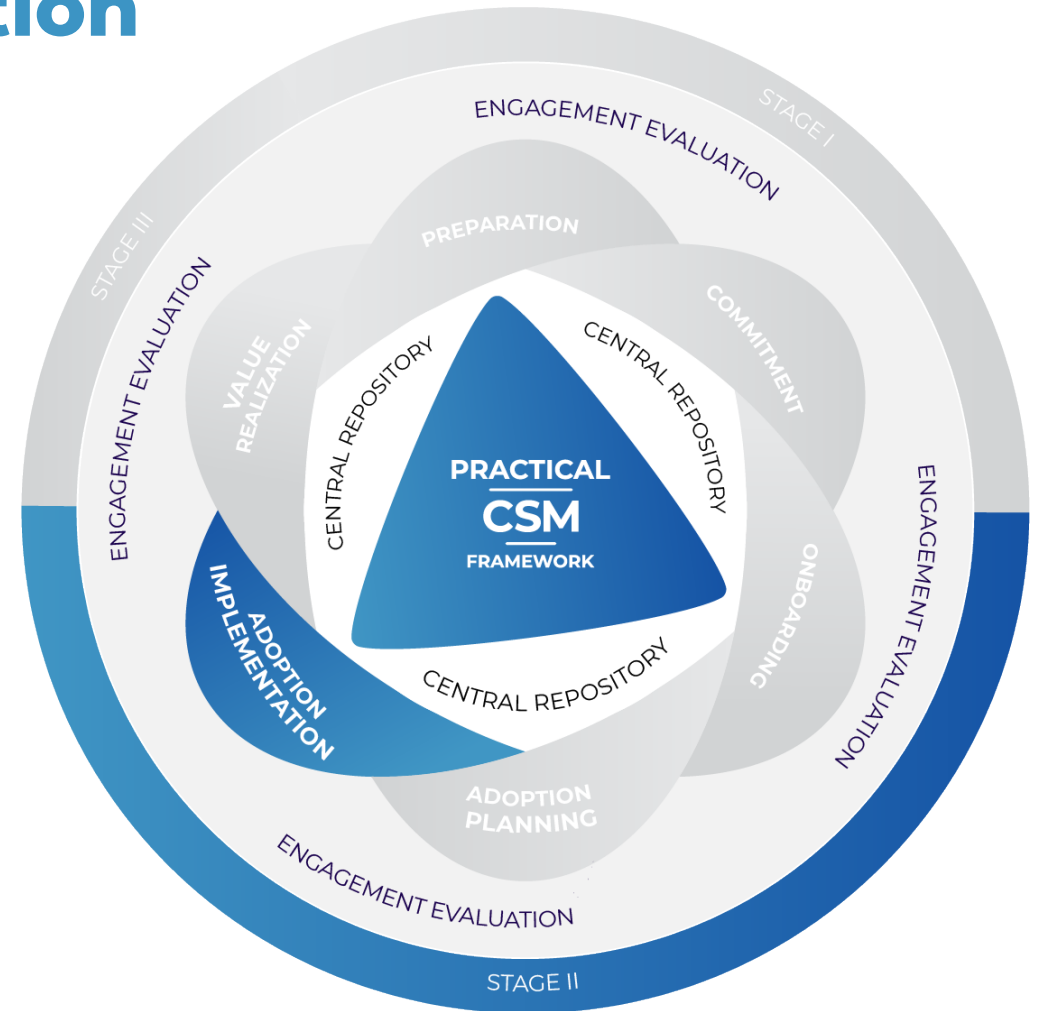 tion
STAGE I
ENGAGEMENT EVALUATION
STAGE III
PREPARATION
ENGAGEMENT EVALUATION
COMMITMENT
VALUE
REALIZATION
CENTRAL REPOSITORY
CENTRAL REPOSITORY
PRACTICAL
CSM
FRAMEWORK
ENGAGEMENT EVALUATION
ONBOARDING
ADOPTION
IMPLEMENTATION
CENTRAL REPOSITORY
ADOPTION
PLANNING
ENGAGEMENT EVALUATION
STAGE II